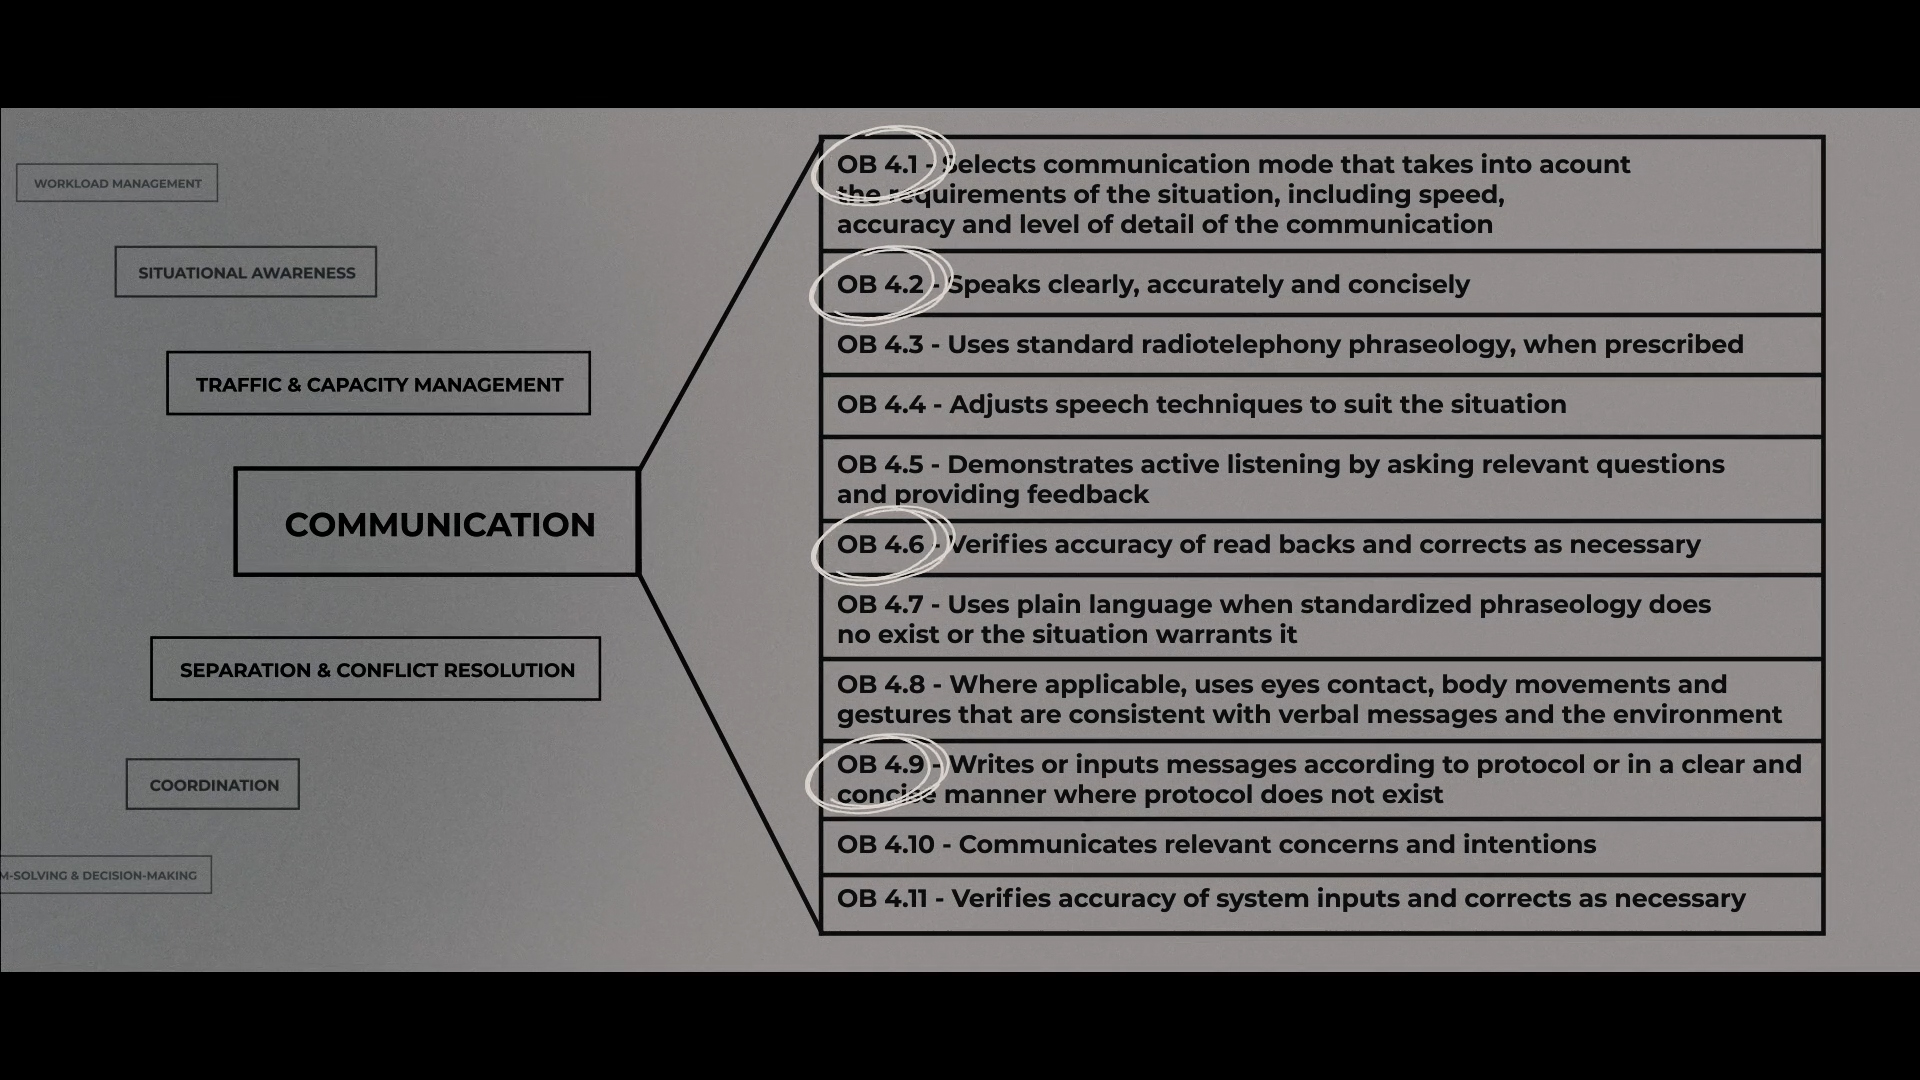 WORKLOAD MANAGEMENT
SITUATIONAL AWARENESS
TRAFFIC & CAPACITY MANAGEMENT
COMMUNICATION
SEPARATION & CONFLICT RESOLUTION
COORDINATION
M-SOLVING & DECISION-MAKING
OB 4.1 - Selects communication mode that takes into acount
the requirements of the situation, including speed,
accuracy and level of detail of the communication
OB 4.2 - Speaks clearly, accurately and concisely
OB 4.3 - Uses standard radiotelephony phraseology, when prescribed
OB 4.4 - Adjusts speech techniques to suit the situation
OB 4.5 - Demonstrates active listening by asking relevant questions
and providing feedback
OB 4.6 - Verifies accuracy of read backs and corrects as necessary
OB 4.7 - Uses plain language when standardized phraseology does
no exist or the situation warrants it
OB 4.8 - Where applicable, uses eyes contact, body movements and
gestures that are consistent with verbal messages and the environment
OB 4.9 - Writes or inputs messages according to protocol or in a clear and
concise manner where protocol does not exist
OB 4.10 - Communicates relevant concerns and intentions
OB 4.11 - Verifies accuracy of system inputs and corrects as necessary